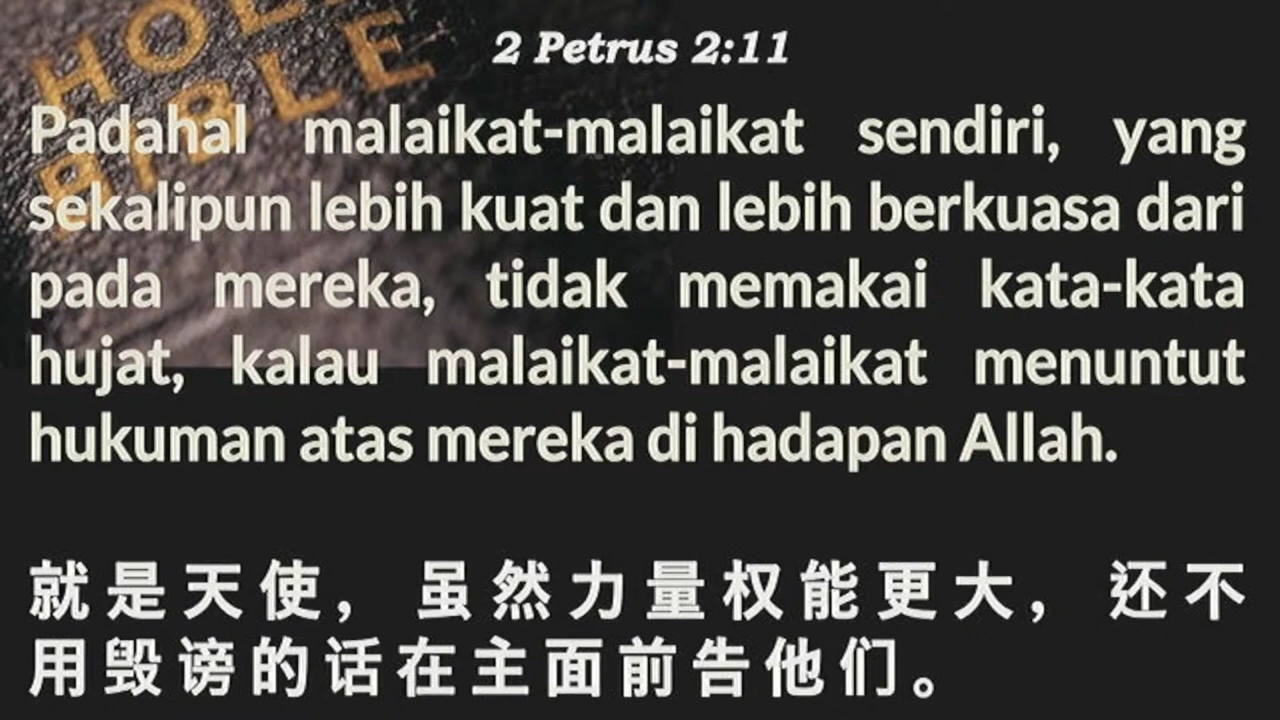 HOLY
BIBLE
2 Petrus 2:11
Padahal malaikat-malaikat sendiri, yang
sekalipun lebih kuat dan lebih berkuasa dari
pada mereka, tidak memakai kata-kata
hujat, kalau malaikat-malaikat menuntut
hukuman atas mereka di hadapan Allah.
就是天使，虽然力量权能更大，还不
用毁谤的话在主面前告他们。